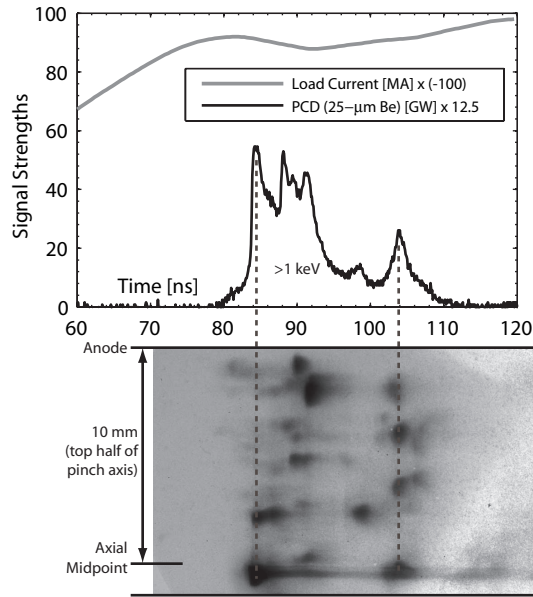 100
80
60
40
20
0
Signal Strengths
Load Current [MA] x (-100)
PCD (25−μm Be) [GW] x 12.5
>1 keV
Time [ns]
60 70 80 90 100 110 120
Anode
10 mm
(top half of
pinch axis)
Axial
Midpoint